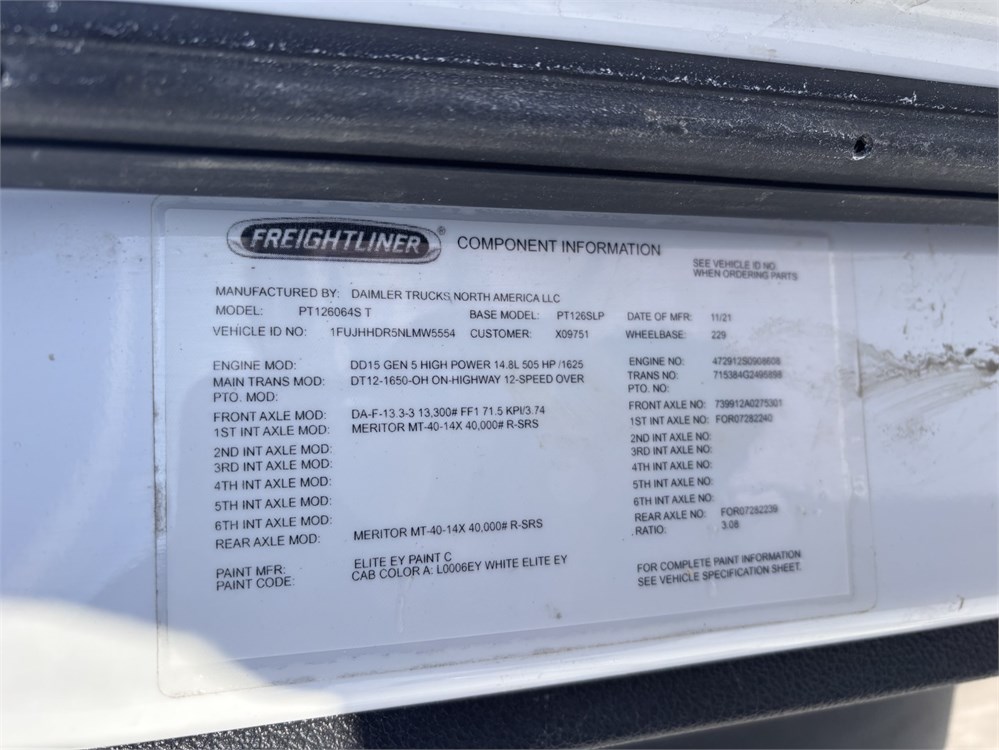 FREIGHTLINER® COMPONENT INFORMATION
SEE VEHICLE ID NO.
WHEN ORDERING PARTS
MANUFACTURED BY: DAIMLER TRUCKS NORTH AMERICA LLC
MODEL: PT126064S T BASE MODEL: PT126SLP DATE OF MFR: 11/21
VEHICLE ID NO: 1FUJHHDR5NLMW5554 CUSTOMER: X09751 WHEELBASE: 229
ENGINE MOD: DD15 GEN 5 HIGH POWER 14.8L 505 HP /1625 ENGINE NO: 472912S0908608
MAIN TRANS MOD: DT12-1650-OH ON-HIGHWAY 12-SPEED OVER TRANS NO: 715384G2495898
PTO. MOD: PTO. NO:
FRONT AXLE MOD: DA-F-13.3-3 13,300# FF1 71.5 KPI/3.74 FRONT AXLE NO: 739912A0275301
1ST INT AXLE MOD: MERITOR MT-40-14X 40,000# R-SRS 1ST INT AXLE NO: FOR07282240
2ND INT AXLE MOD: 2ND INT AXLE NO:
3RD INT AXLE MOD: 3RD INT AXLE NO:
4TH INT AXLE MOD: 4TH INT AXLE NO:
5TH INT AXLE MOD: 5TH INT AXLE NO:
6TH INT AXLE MOD: 6TH INT AXLE NO:
REAR AXLE MOD: MERITOR MT-40-14X 40,000# R-SRS REAR AXLE NO: FOR07282239
RATIO: 3.08
PAINT MFR: ELITE EY PAINT C
PAINT CODE: CAB COLOR A: L0006EY WHITE ELITE EY
FOR COMPLETE PAINT INFORMATION
SEE VEHICLE SPECIFICATION SHEET.